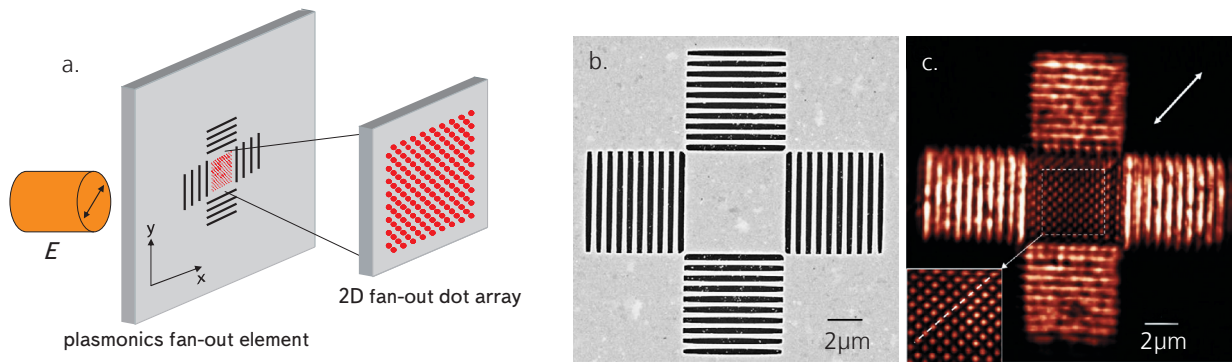 a.
E
y
x
2D fan-out dot array
plasmonics fan-out element
b.
2µm
c.
2µm